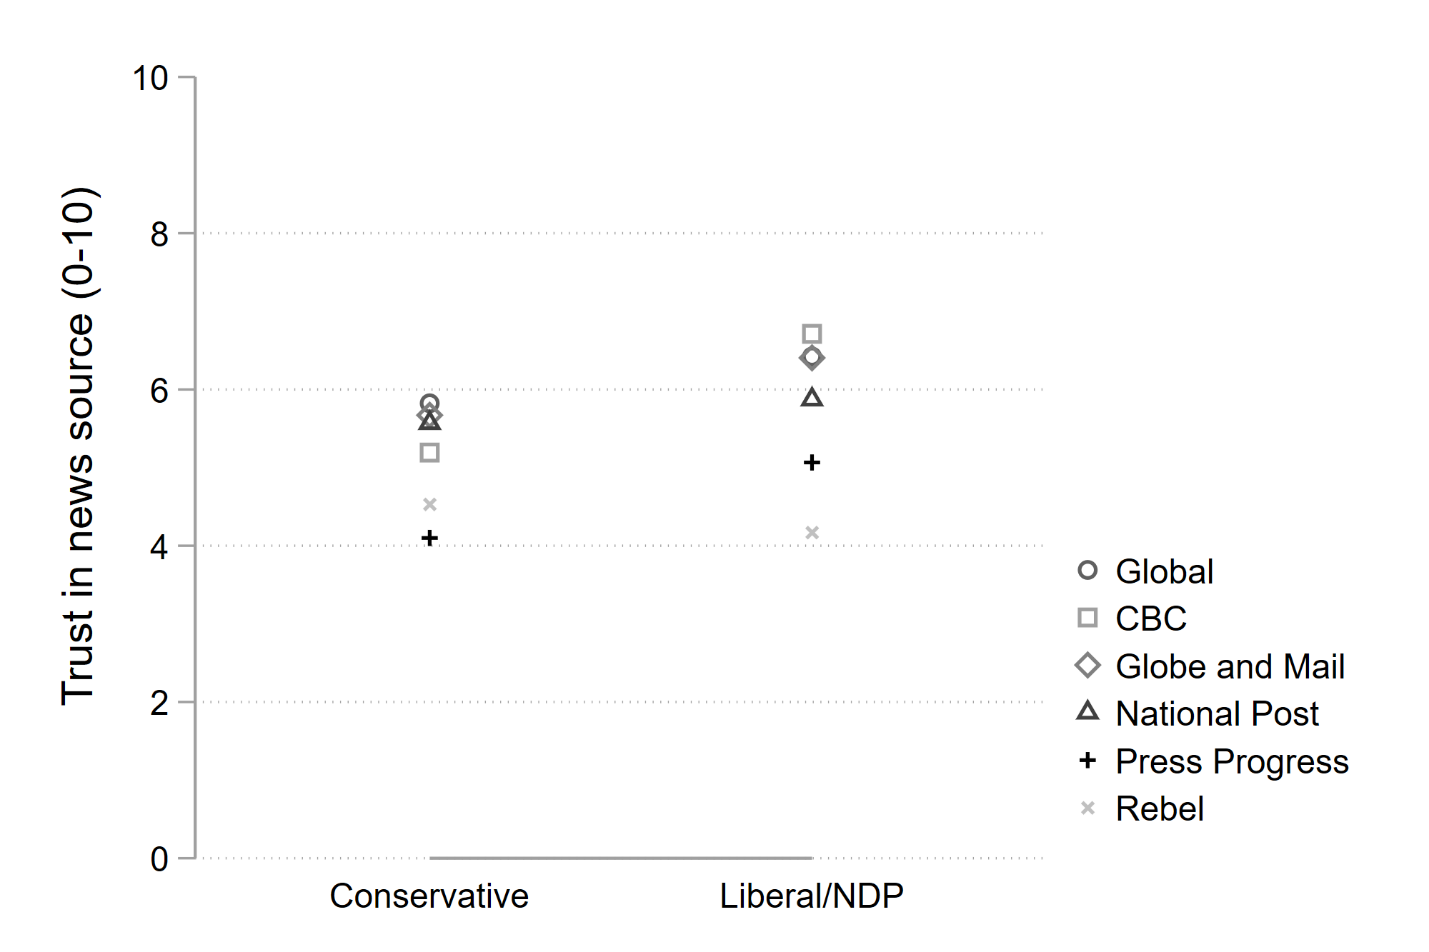 Trust in news source (0-10)
10
8
6
4
2
0
Conservative
Liberal/NDP
Global
CBC
Globe and Mail
National Post
Press Progress
Rebel